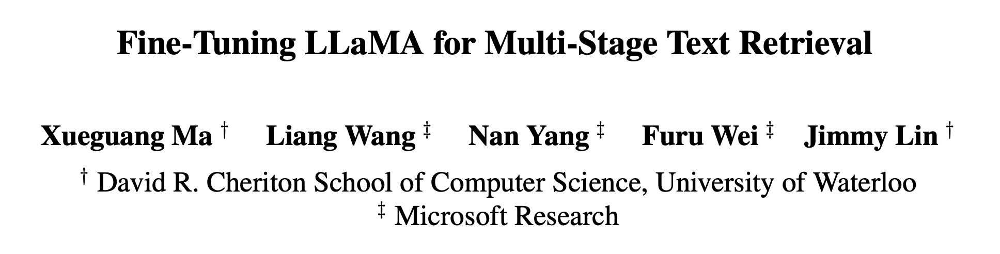 Fine-Tuning LLaMA for Multi-Stage Text Retrieval
Xueguang Ma † Liang Wang ‡ Nan Yang ‡ Furu Wei ‡ Jimmy Lin †
† David R. Cheriton School of Computer Science, University of Waterloo
‡ Microsoft Research